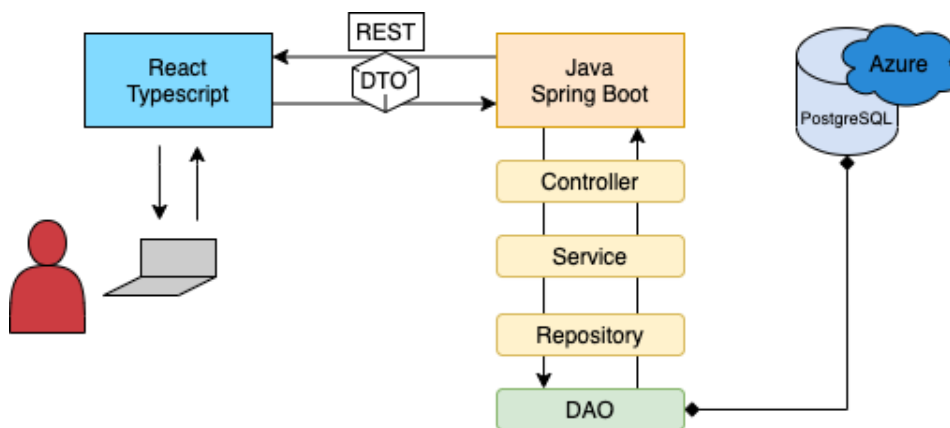 REST
React
Typescript
DTO
Java
Spring Boot
Azure
PostgreSQL
Controller
Service
Repository
DAO